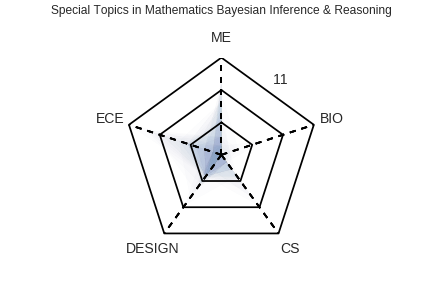 Special Topics in Mathematics Bayesian Inference & Reasoning
ME
11
ECE
BIO
DESIGN
CS